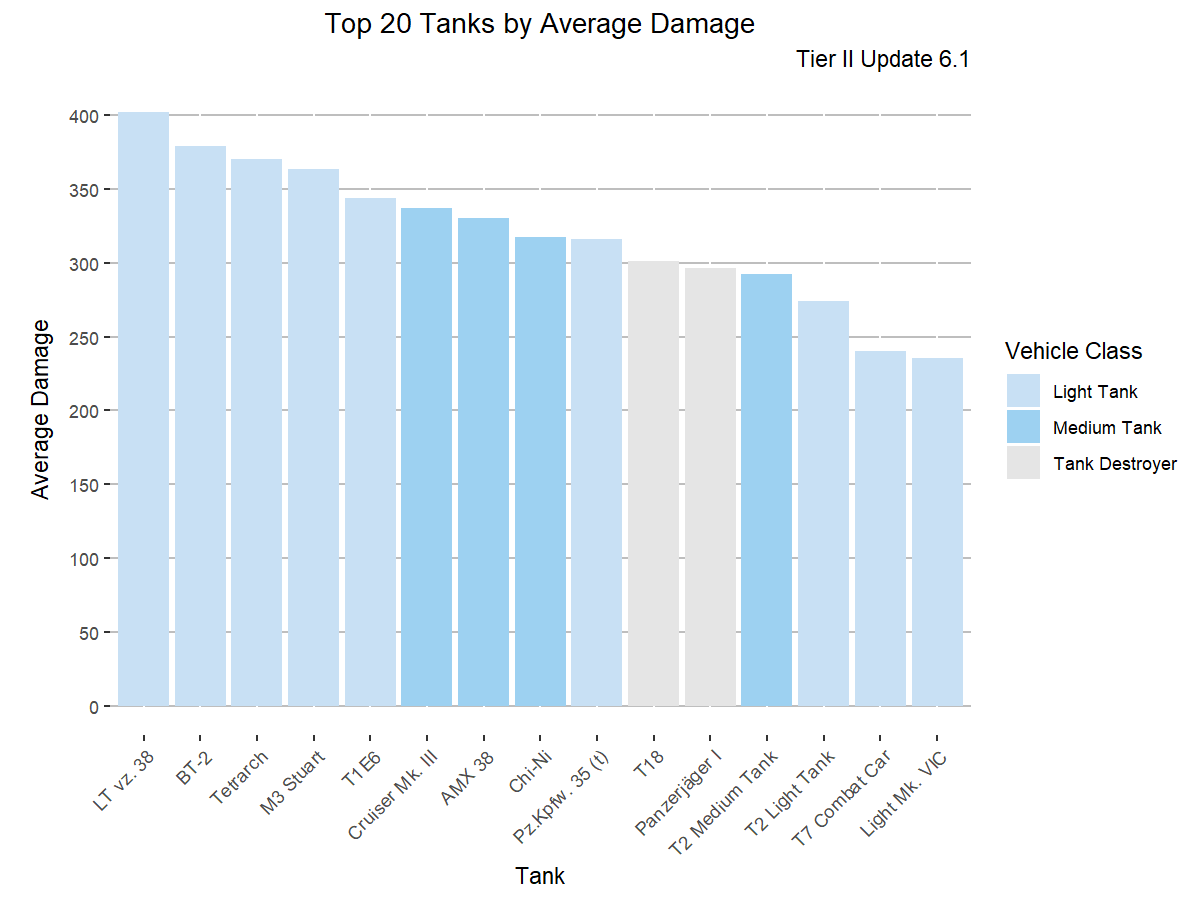 Top 20 Tanks by Average Damage
Tier II Update 6.1
400
350
300
250
200
150
100
50
0
Average Damage
LT vz. 38
BT-2
Tetrarch
M3 Stuart
T1E6
Cruiser Mk. III
AMX 38
Chi-Ni
Pz.Kpfw. 35 (t)
T18
Panzerjäger I
T2 Medium Tank
T2 Light Tank
T7 Combat Car
Light Mk. VIC
Tank
Vehicle Class
Light Tank
Medium Tank
Tank Destroyer